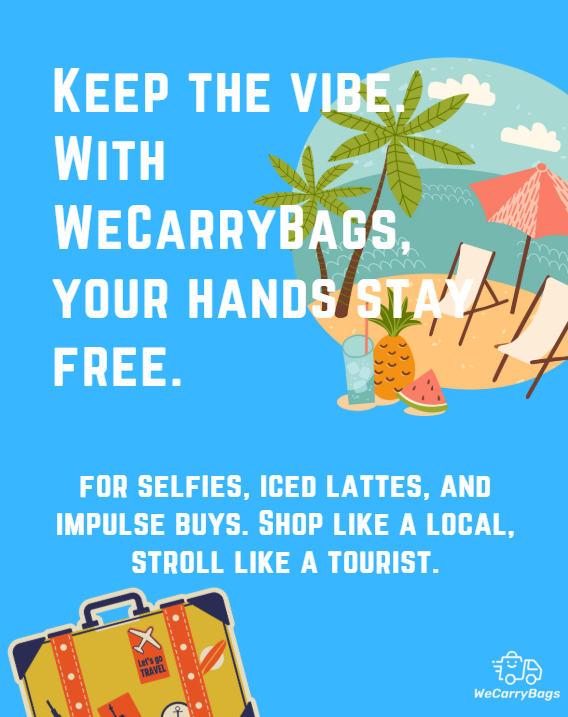 Keep the vibe.
With
WeCarryBags,
your hands stay
free.
for selfies, iced lattes, and
impulse buys. Shop like a local,
stroll like a tourist.
Let's go
TRAVEL
WeCarryBags